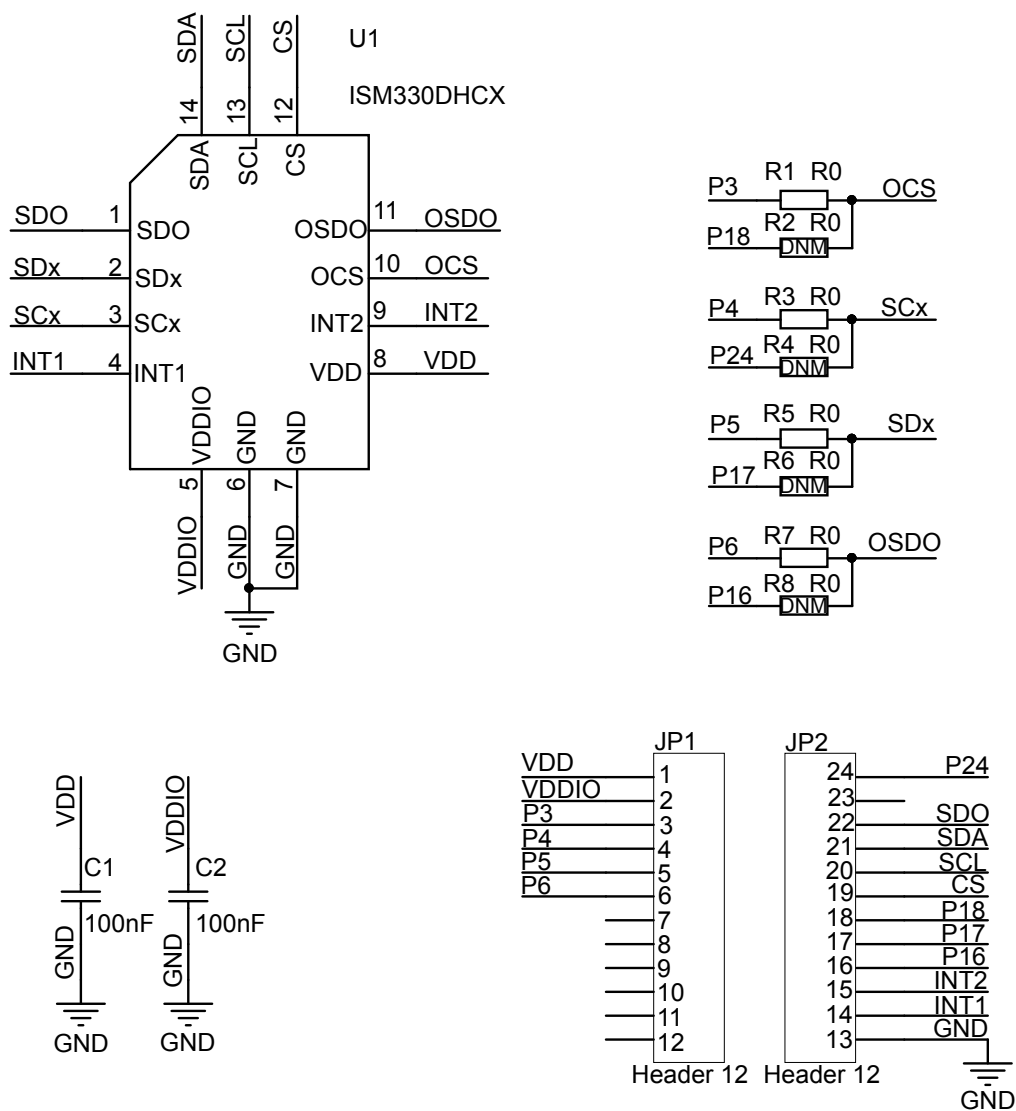 U1
ISM330DHCX
SDA
SCL
CS
14
13
12
SDA
SCL
CS
SDO 1 SDO
SDx 2 SDx
SCx 3 SCx
INT1 4 INT1
OSDO 11 OSDO
OCS 10 OCS
INT2 9 INT2
VDD 8 VDD
VDDIO
GND
GND
5
6
7
VDDIO
GND
GND
GND
P3 R1 R0 OCS
P18 R2 R0
DNM
P4 R3 R0 SCx
P24 R4 R0
DNM
P5 R5 R0 SDx
P17 R6 R0
DNM
P6 R7 R0 OSDO
P16 R8 R0
DNM
VDD
C1
100nF
GND
GND
VDDIO
C2
100nF
GND
GND
JP1
VDD 1
VDDIO 2
P3 3
P4 4
P5 5
P6 6
7
8
9
10
11
12
Header 12
JP2
24 P24
23
22 SDO
21 SDA
20 SCL
19 CS
18 P18
17 P17
16 P16
15 INT2
14 INT1
13 GND
Header 12
GND